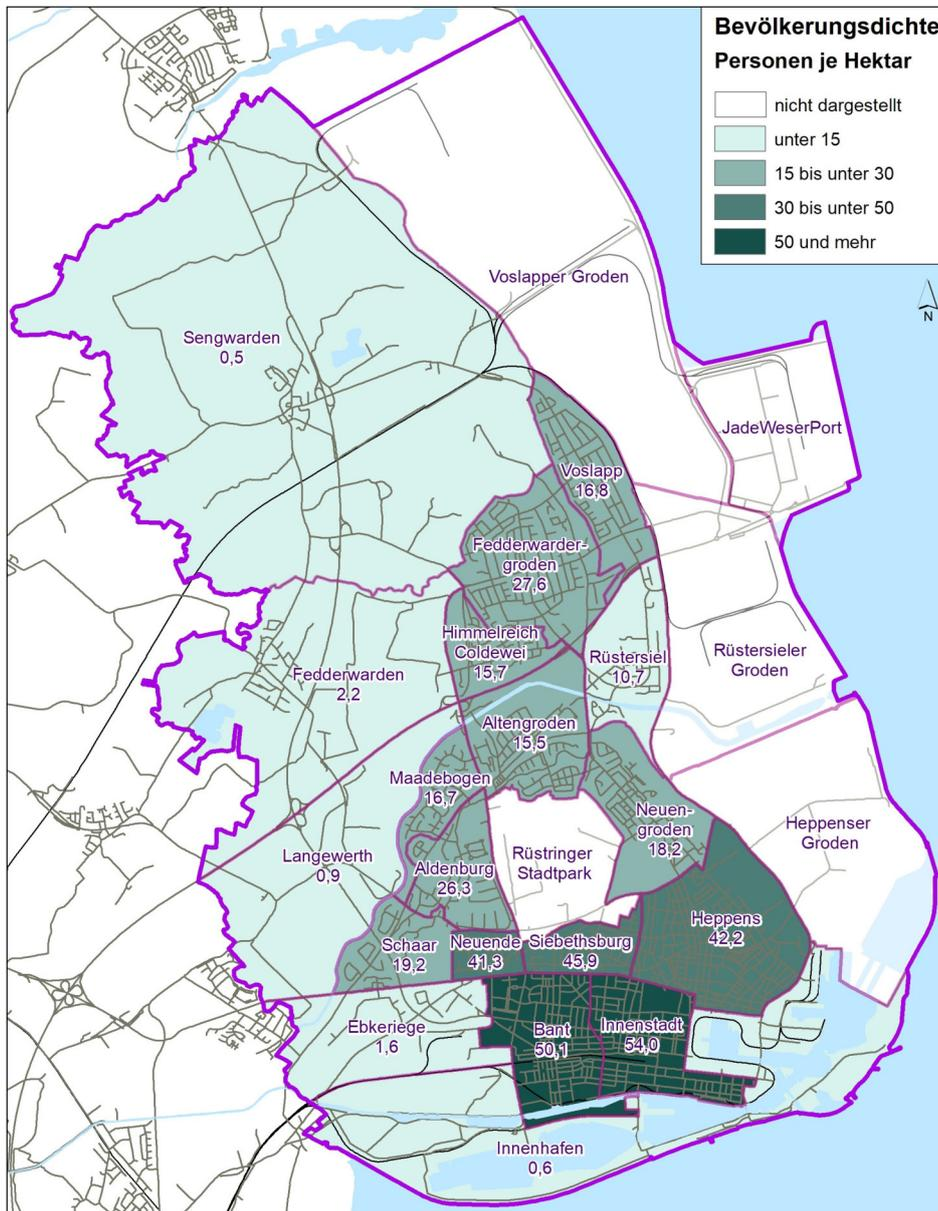 Bevölkerungsdichte
Personen je Hektar
nicht dargestellt
unter 15
15 bis unter 30
30 bis unter 50
50 und mehr
N
Voslapper Groden
Sengwarden
0,5
JadeWeserPort
Voslapp
16,8
Fedderwarder-
groden
27,6
Himmelreich
Coldewei
15,7
Rüstersiel
10,7
Rüstersieler
Groden
Fedderwarden
2,2
Altengroden
15,5
Maadebogen
16,7
Neuen-
groden
18,2
Heppenser
Groden
Langewerth
0,9
Aldenburg
26,3
Rüstringer
Stadtpark
Heppens
42,2
Schaar
19,2
Neuende
41,3
Siebethsburg
45,9
Ebkeriege
1,6
Bant
50,1
Innenstadt
54,0
Innenhafen
0,6